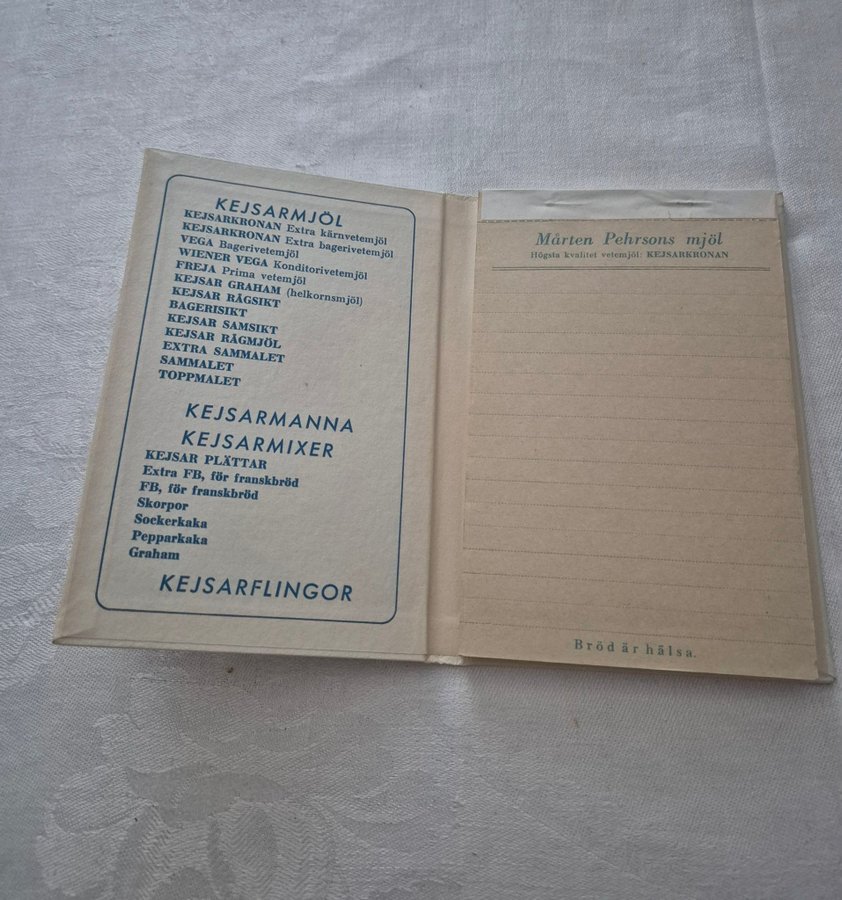 KEJSARMJÖL
KEJSARKRONAN Extra kärnvetemjöl
KEJSARKRONAN Extra bagerivetemjöl
VEGA Bagerivetemjöl
WIENER VEGA Konditorivetemjöl
FREJA Prima vetemjöl
KEJSAR GRAHAM (helkornsmjöl)
KEJSAR RÅGSIKT
BAGERISIKT
KEJSAR SAMSIKT
KEJSAR RÅGMJÖL
EXTRA SAMMALET
SAMMALET
TOPPMALET
KEJSARMANNA
KEJSARMIXER
KEJSAR PLÄTTAR
Extra FB, för franskbröd
FB, för franskbröd
Skorpor
Sockerkaka
Pepparkaka
Graham
KEJSARFLINGOR
Mårten Pehrsons mjöl
Högsta kvalitet vetemjöl: KEJSARKRONAN
Bröd är hälsa.